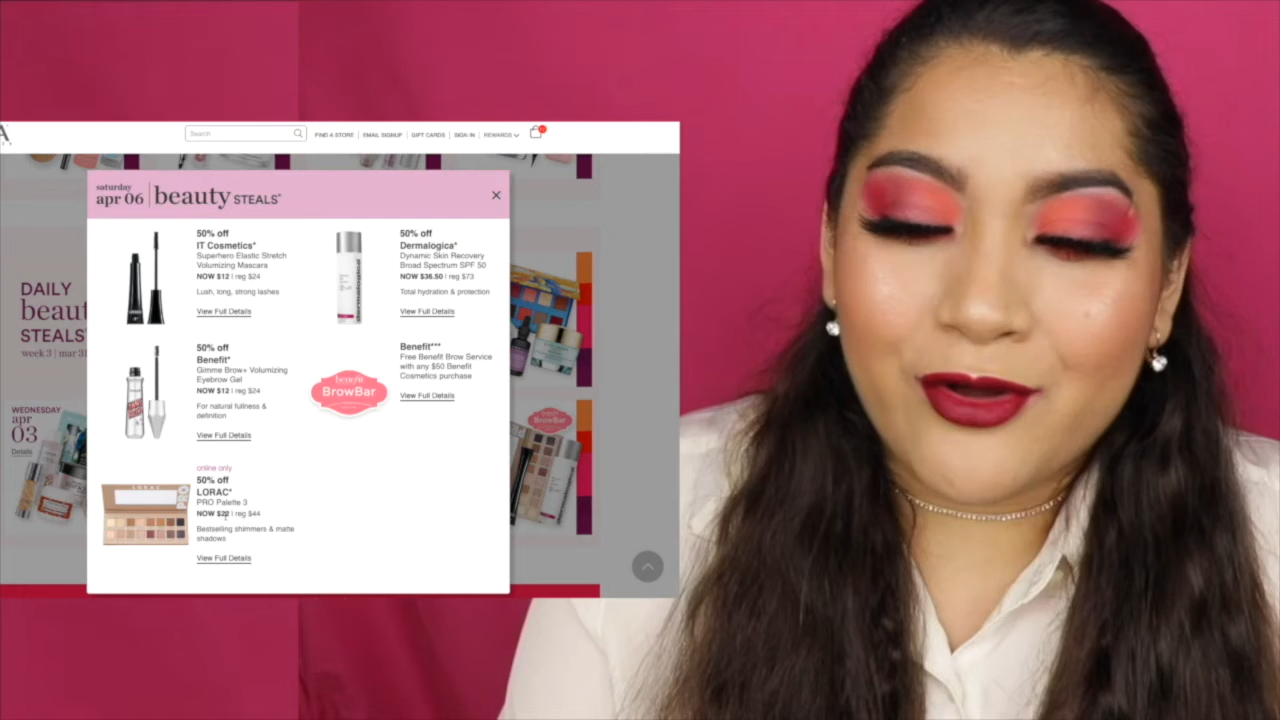 A
Search
FIND A STORE
EMAIL SIGNUP
GIFT CARDS
SIGN IN
REWARDS
saturday
apr 06
beauty STEALS*
50% off
IT Cosmetics*
Superhero Elastic Stretch
Volumizing Mascara
NOW $12 | reg $24
Lush, long, strong lashes
View Full Details
50% off
Dermalogica*
Dynamic Skin Recovery
Broad Spectrum SPF 50
NOW $36.50 | reg $73
Total hydration & protection
View Full Details
50% off
Benefit*
Gimme Brow+ Volumizing
Eyebrow Gel
NOW $12 | reg $24
For natural fullness &
definition
View Full Details
benefit
BrowBar
Benefit***
Free Benefit Brow Service
with any $50 Benefit
Cosmetics purchase
View Full Details
online only
50% off
LORAC*
PRO Palette 3
NOW $22 | reg $44
Bestselling shimmers & matte
shadows
View Full Details
LORAC
dermalogica
DAILY
beau
STEALS*
week 3 | mar 31
WEDNESDAY
apr
03
Details
benefit
BrowBar